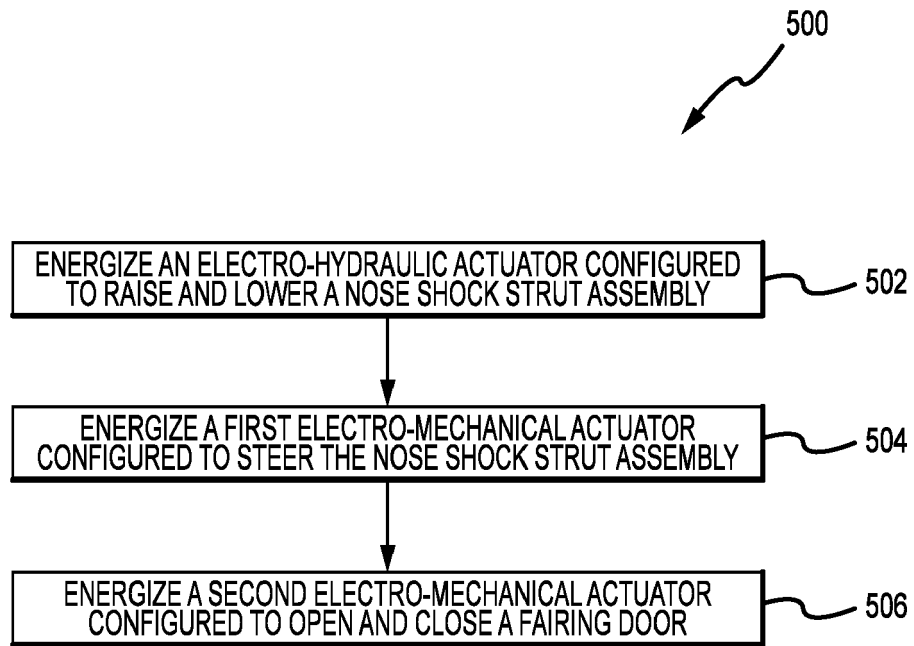 500
ENERGIZE AN ELECTRO-HYDRAULIC ACTUATOR CONFIGURED
TO RAISE AND LOWER A NOSE SHOCK STRUT ASSEMBLY
502
ENERGIZE A FIRST ELECTRO-MECHANICAL ACTUATOR
CONFIGURED TO STEER THE NOSE SHOCK STRUT ASSEMBLY
504
ENERGIZE A SECOND ELECTRO-MECHANICAL ACTUATOR
CONFIGURED TO OPEN AND CLOSE A FAIRING DOOR
506